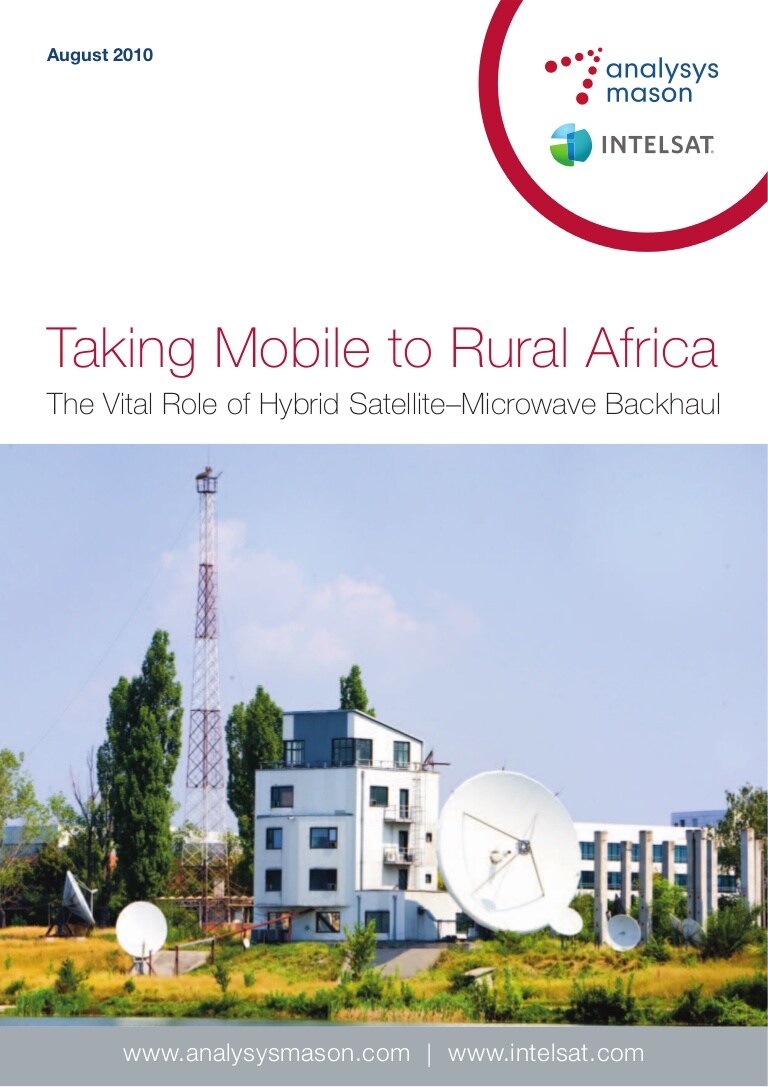 August 2010
analysys
mason
INTELSAT
Taking Mobile to Rural Africa
The Vital Role of Hybrid Satellite–Microwave Backhaul
www.analysysmason.com | www.intelsat.com